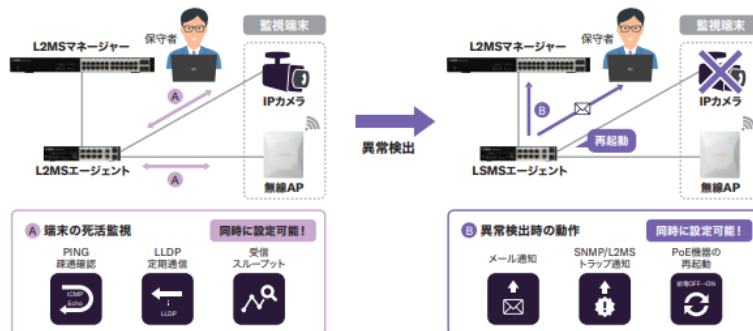 監視端末
保守者
L2MSマネージャー
A
IPカメラ
L2MSエージェント
A
無線AP
異常検出
監視端末
保守者
L2MSマネージャー
B
IPカメラ
再起動
LSMSエージェント
無線AP
A 端末の死活監視
同時に設定可能!
PING
疎通確認
LLDP
定期通信
受信
スループット
ICMP
Echo
LLDP
B 異常検出時の動作
同時に設定可能!
メール通知
SNMP/L2MS
トラップ通知
PoE機器の
再起動
給電OFF→ON